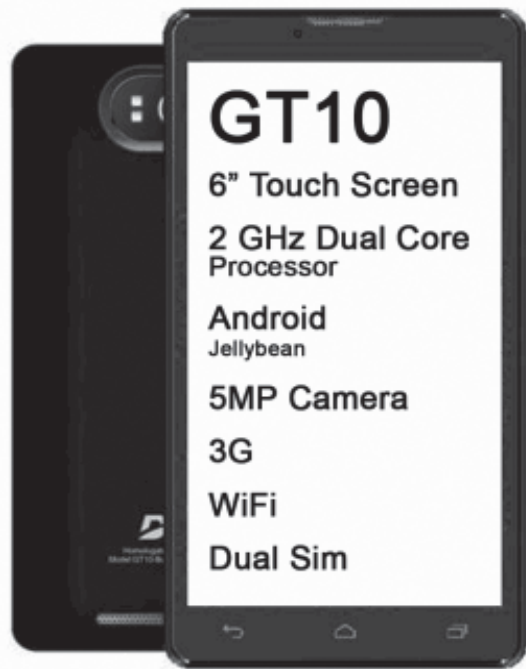 GT10
6” Touch Screen
2 GHz Dual Core
Processor
Android
Jellybean
5MP Camera
3G
WiFi
Dual Sim